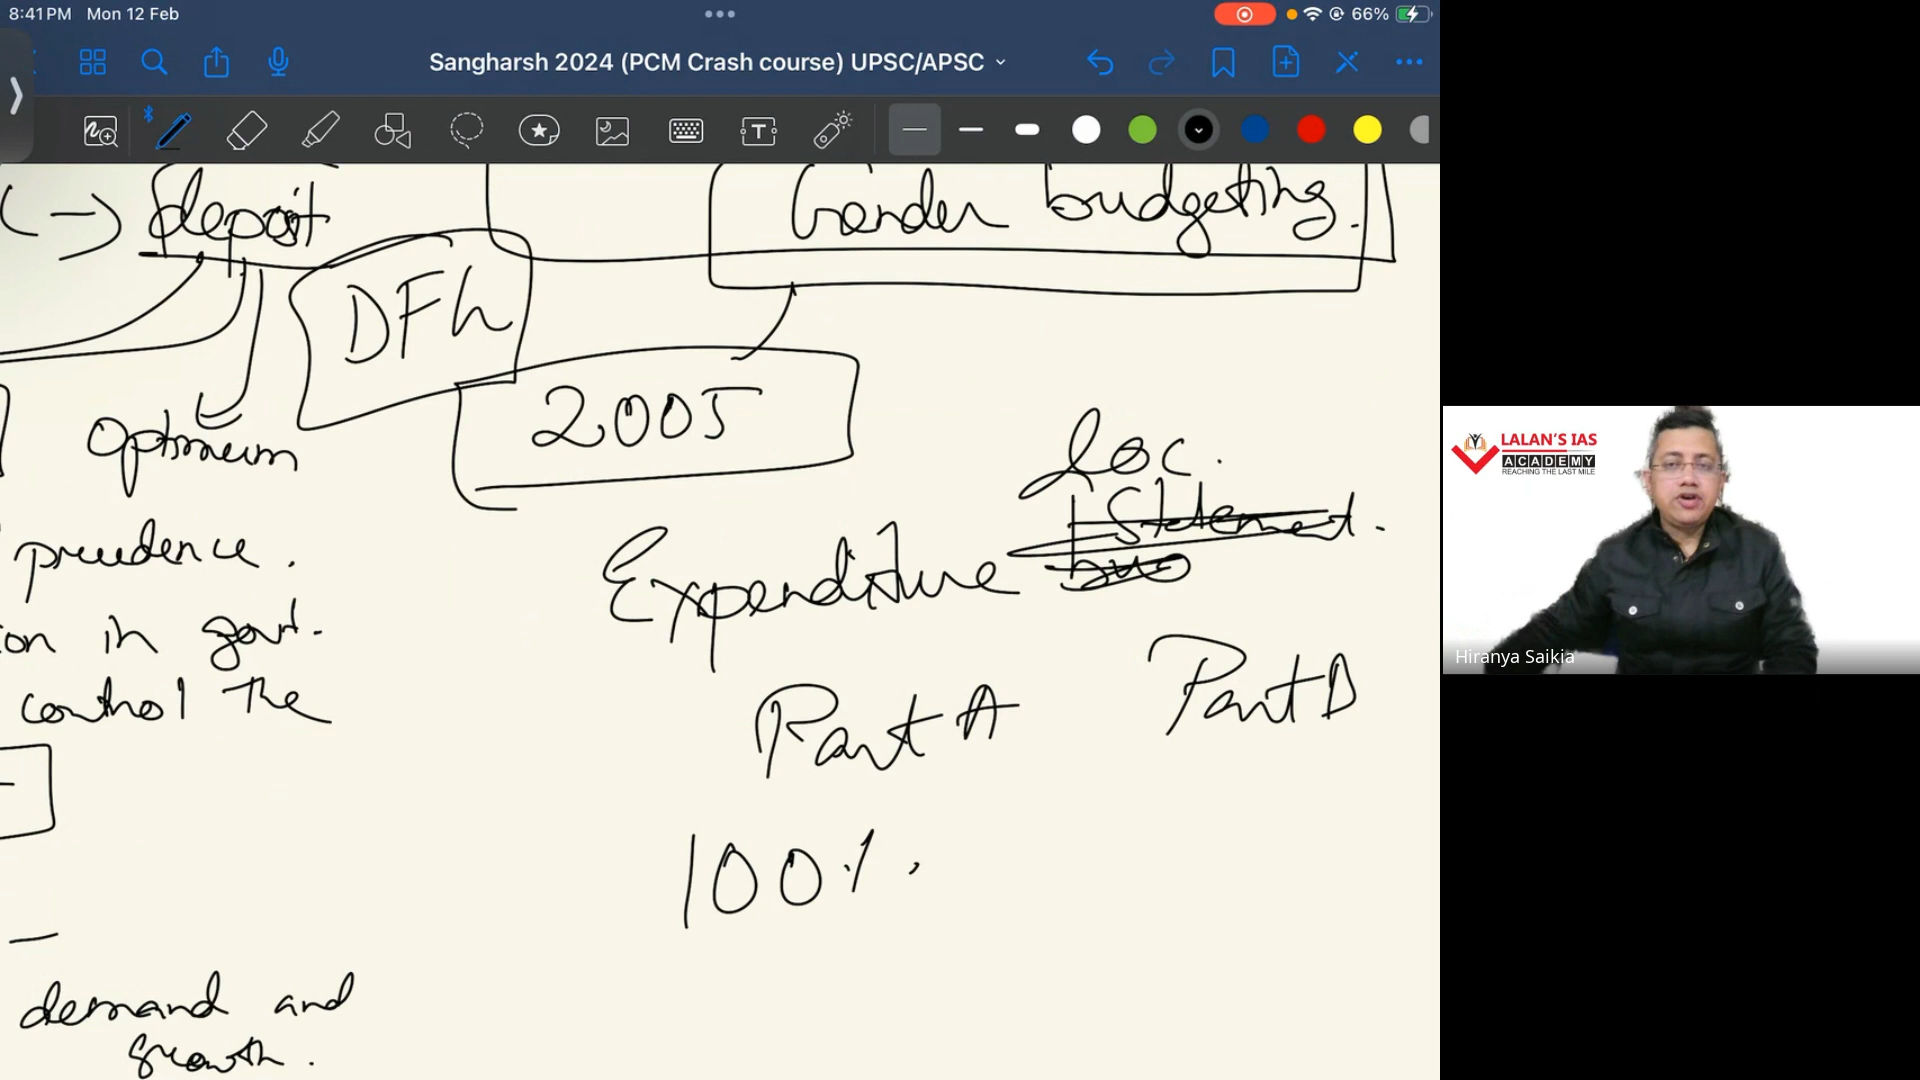 8:41 PM Mon 12 Feb
66%
Sangharsh 2024 (PCM Crash course) UPSC/APSC
T
(-) deposit
Gender budgeting.
DFG
2005
optimum
doc.
Statement.
Expenditure
prudence.
on in govt.
control the
Part A Part B
100%.
demand and
growth.
LALAN'S IAS
ACADEMY
REACHING THE LAST MILE
Hiranya Saikia